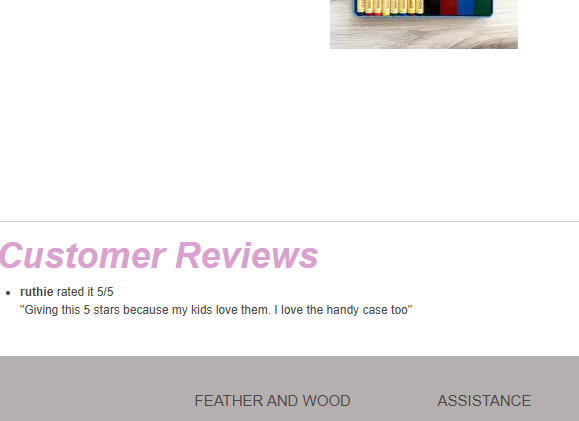 Customer Reviews
ruthie rated it 5/5
"Giving this 5 stars because my kids love them. I love the handy case too"
FEATHER AND WOOD ASSISTANCE